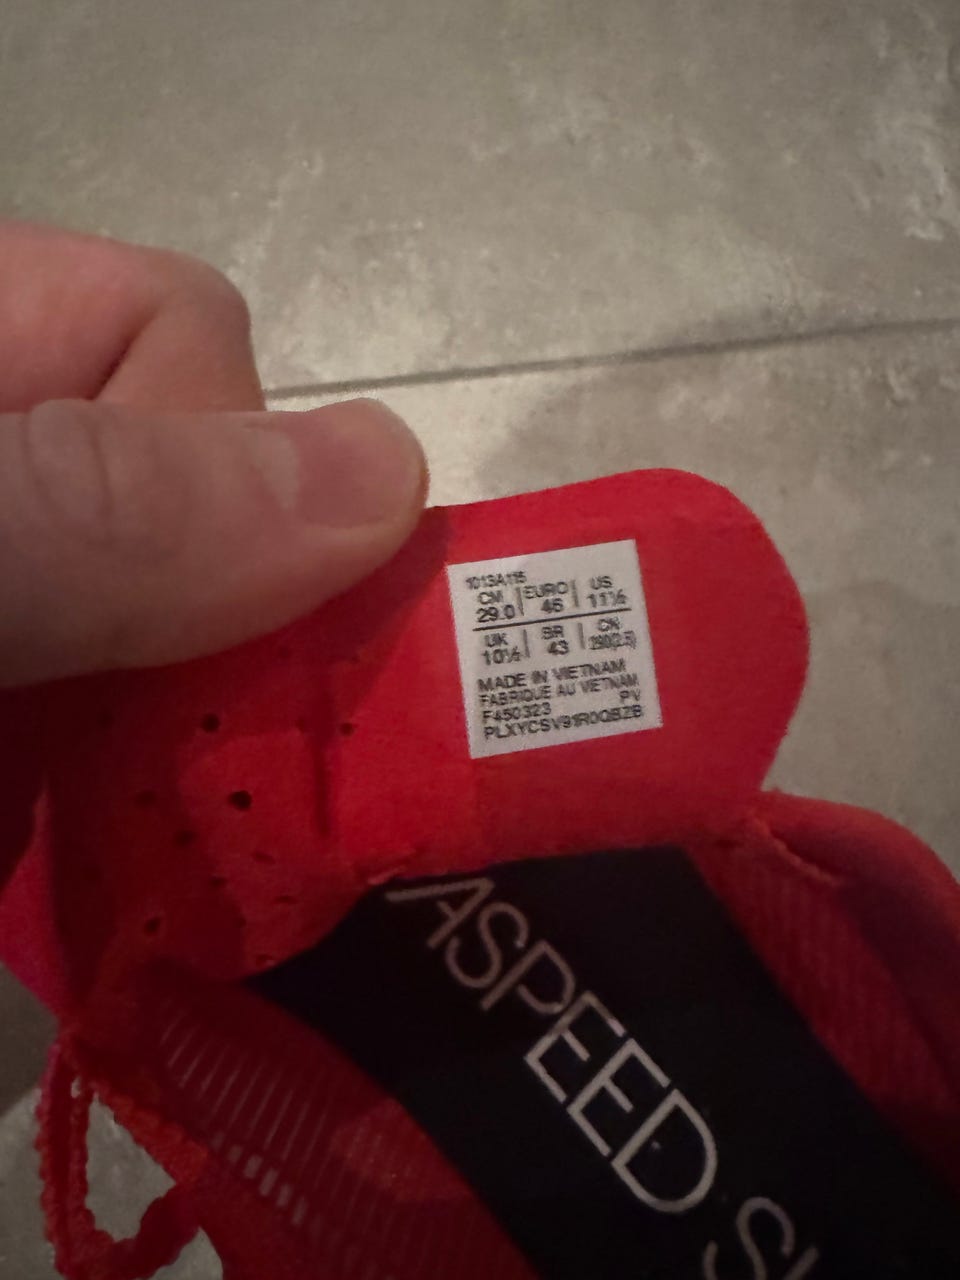 1013A115
CM EURO US
29.0 46 11½
UK BR CN
10½ 43 290(2.5)
MADE IN VIETNAM
FABRIQUE AU VIETNAM
F450323 PV
PLXYCSV91R0QBZB
ASPEED